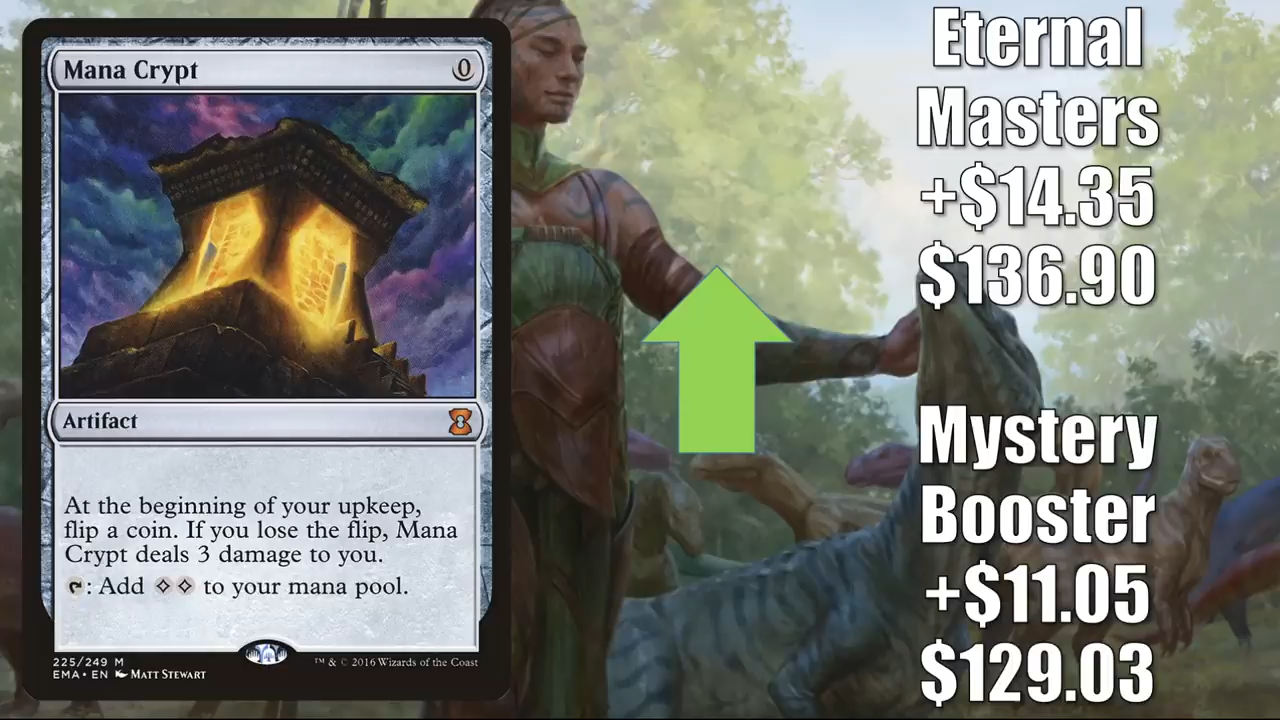 Mana Crypt
0
Artifact
At the beginning of your upkeep,
flip a coin. If you lose the flip, Mana
Crypt deals 3 damage to you.
: Add to your mana pool.
225/249 M
EMA • EN Matt Stewart
™ & © 2016 Wizards of the Coast
Eternal
Masters
+$14.35
$136.90
Mystery
Booster
+$11.05
$129.03